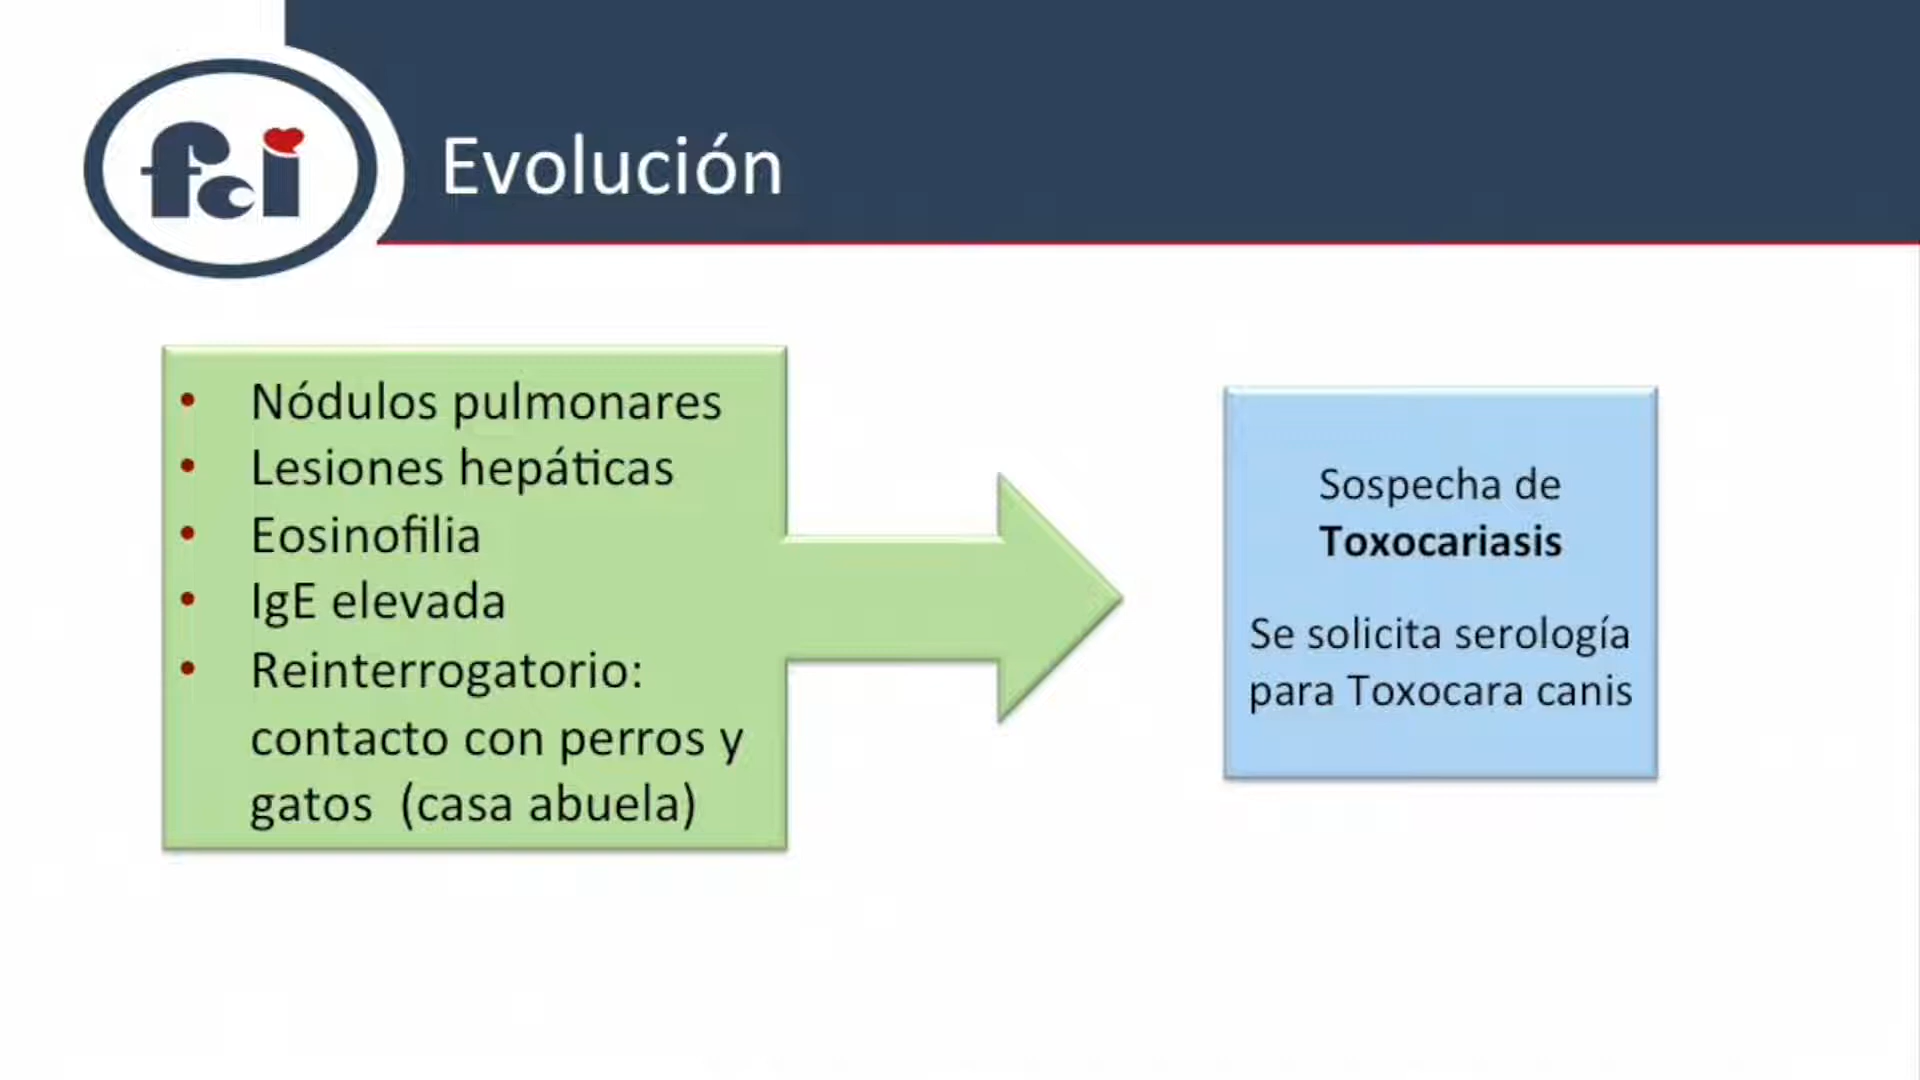 fci
Evolución
• Nódulos pulmonares
• Lesiones hepáticas
• Eosinofilia
• IgE elevada
• Reinterrogatorio:
contacto con perros y
gatos (casa abuela)
Sospecha de
Toxocariasis
Se solicita serología
para Toxocara canis